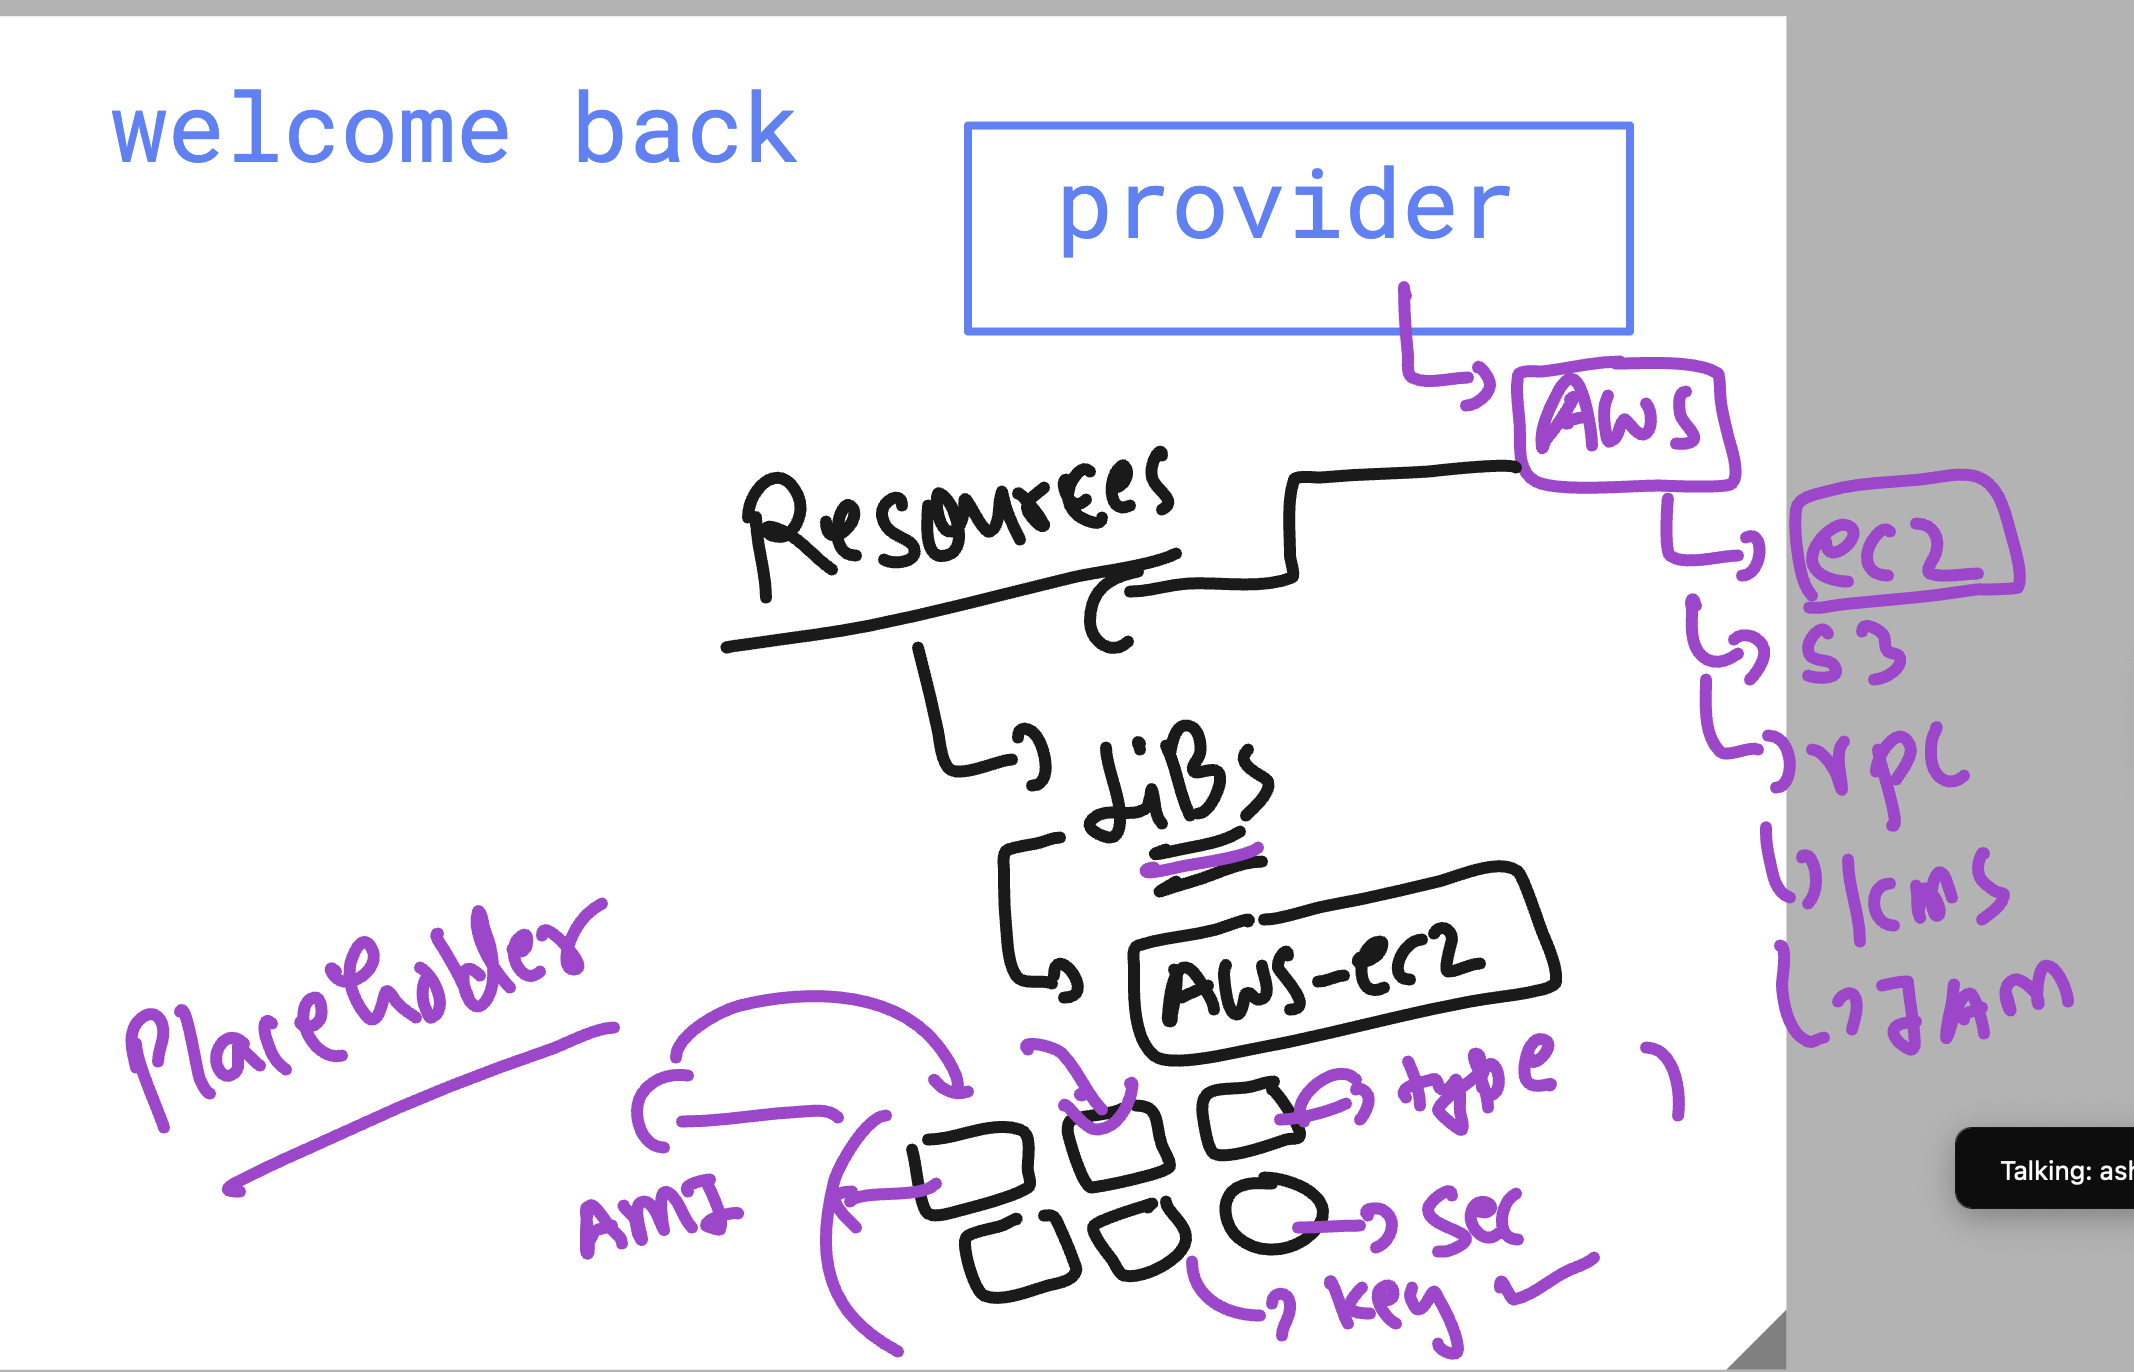 welcome back
provider
AWS
Resources
ec2
S3
vpc
LiBs
kms
IAM
Placeholder
AWS-ec2
type
AMI
Sec
key
Talking: ash